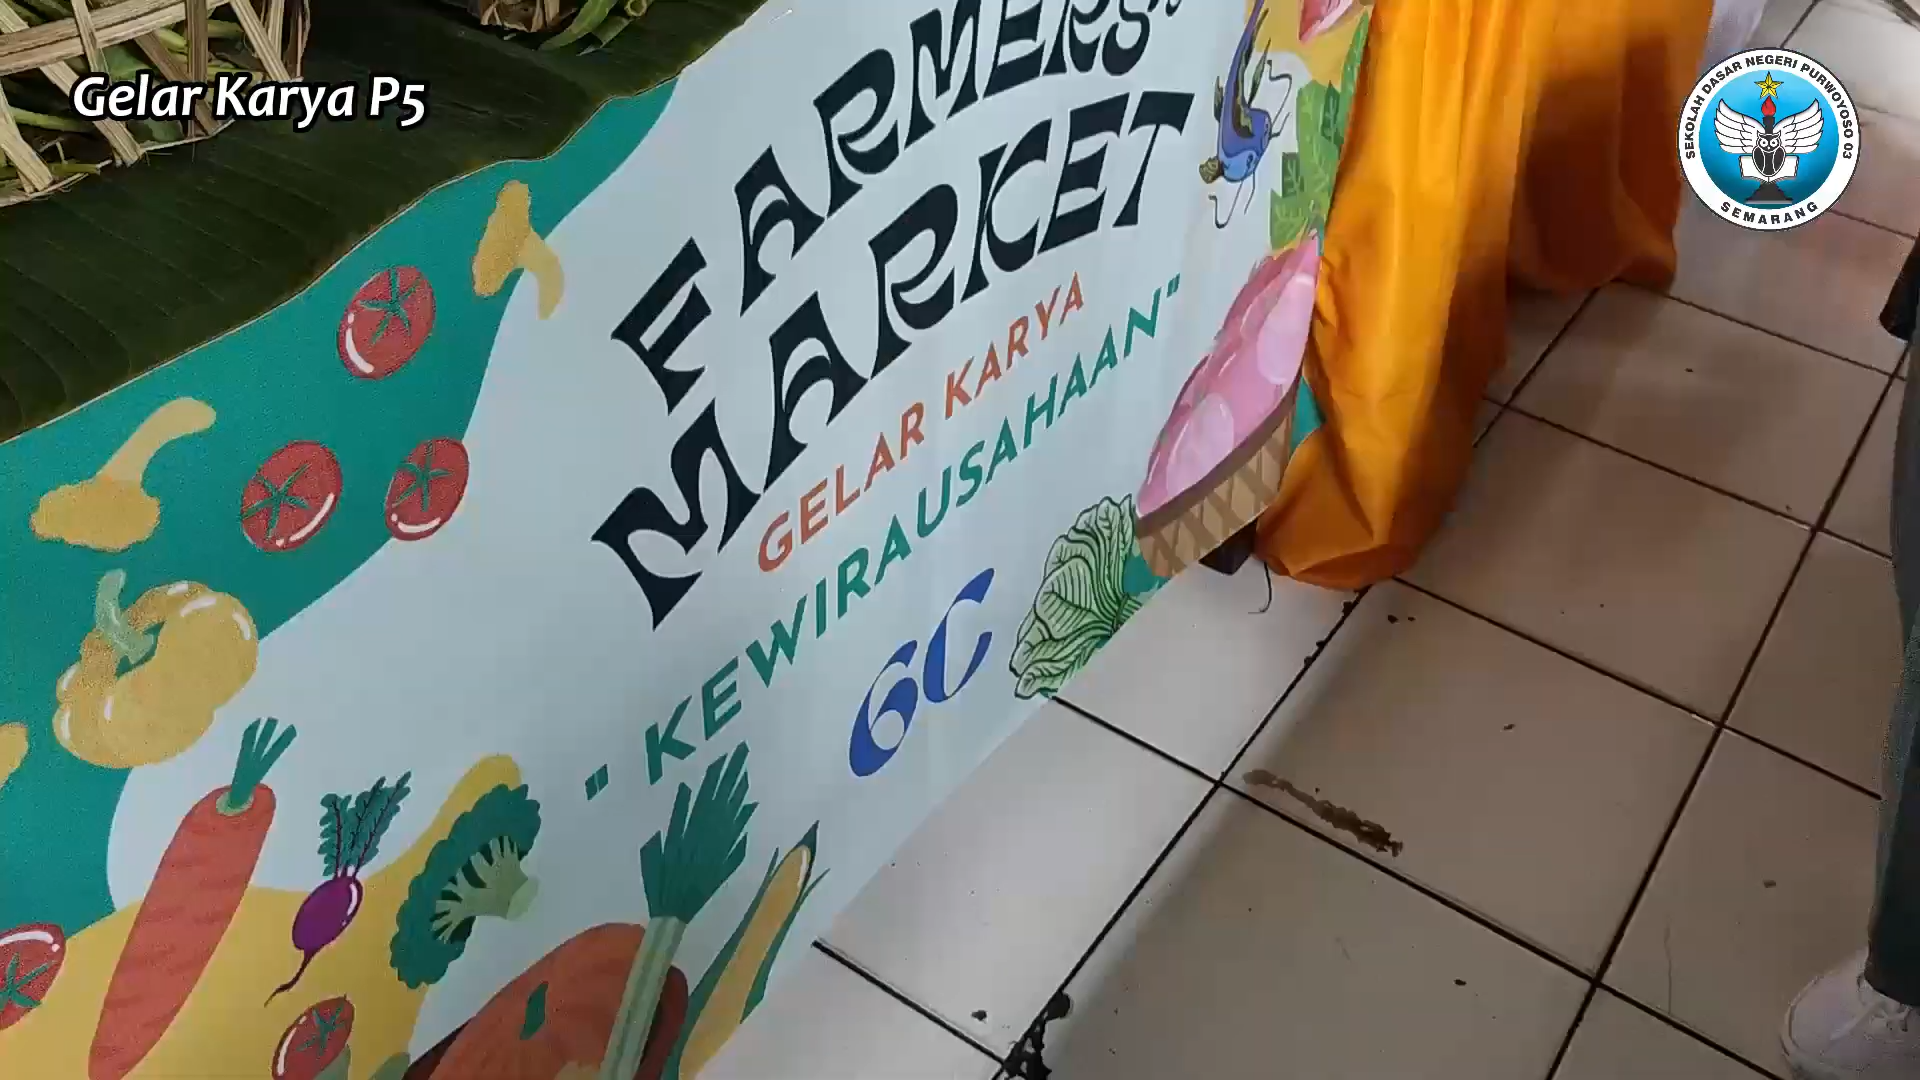 Gelar Karya P5
SEKOLAH DASAR NEGERI PURWOYOSO 03
SEMARANG
FARMERS
MARKET
GELAR KARYA
"KEWIRAUSAHAAN"
6C